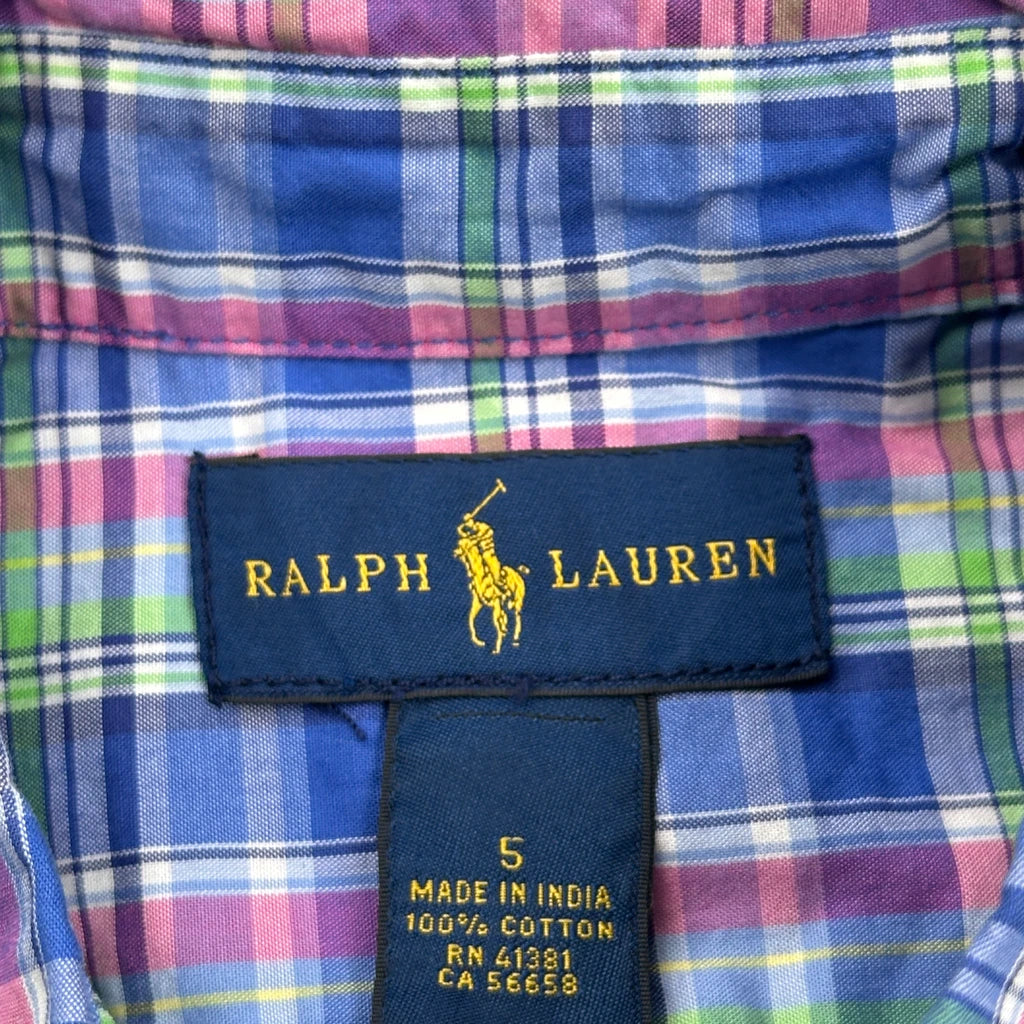 RALPH LAUREN
5
MADE IN INDIA
100% COTTON
RN 41381
CA 56658